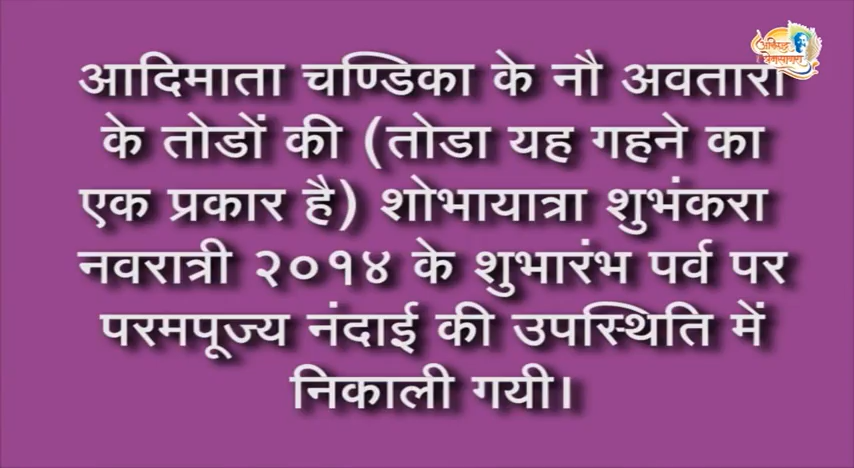 आदिमाता चण्डिका के नौ अवतारों
के तोडों की (तोडा यह गहने का
एक प्रकार है) शोभायात्रा शुभंकरा
नवरात्री २०१४ के शुभारंभ पर्व पर
परमपूज्य नंदाई की उपस्थिति में
निकाली गयी।